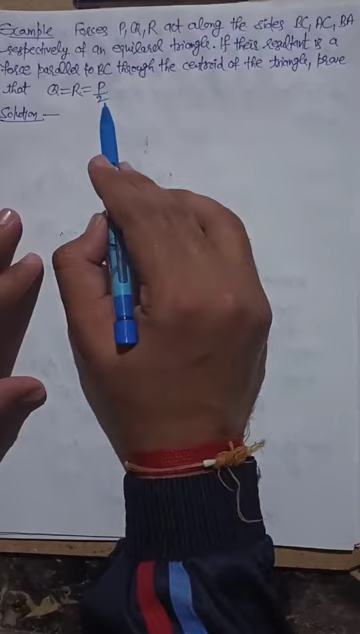 Example Forces P, Q, R act along the sides BC, AC, BA
respectively of an equilateral triangle. If their resultant is a
force parallel to BC through the centroid of the triangle, prove
that Q=R=P/2
Solution —